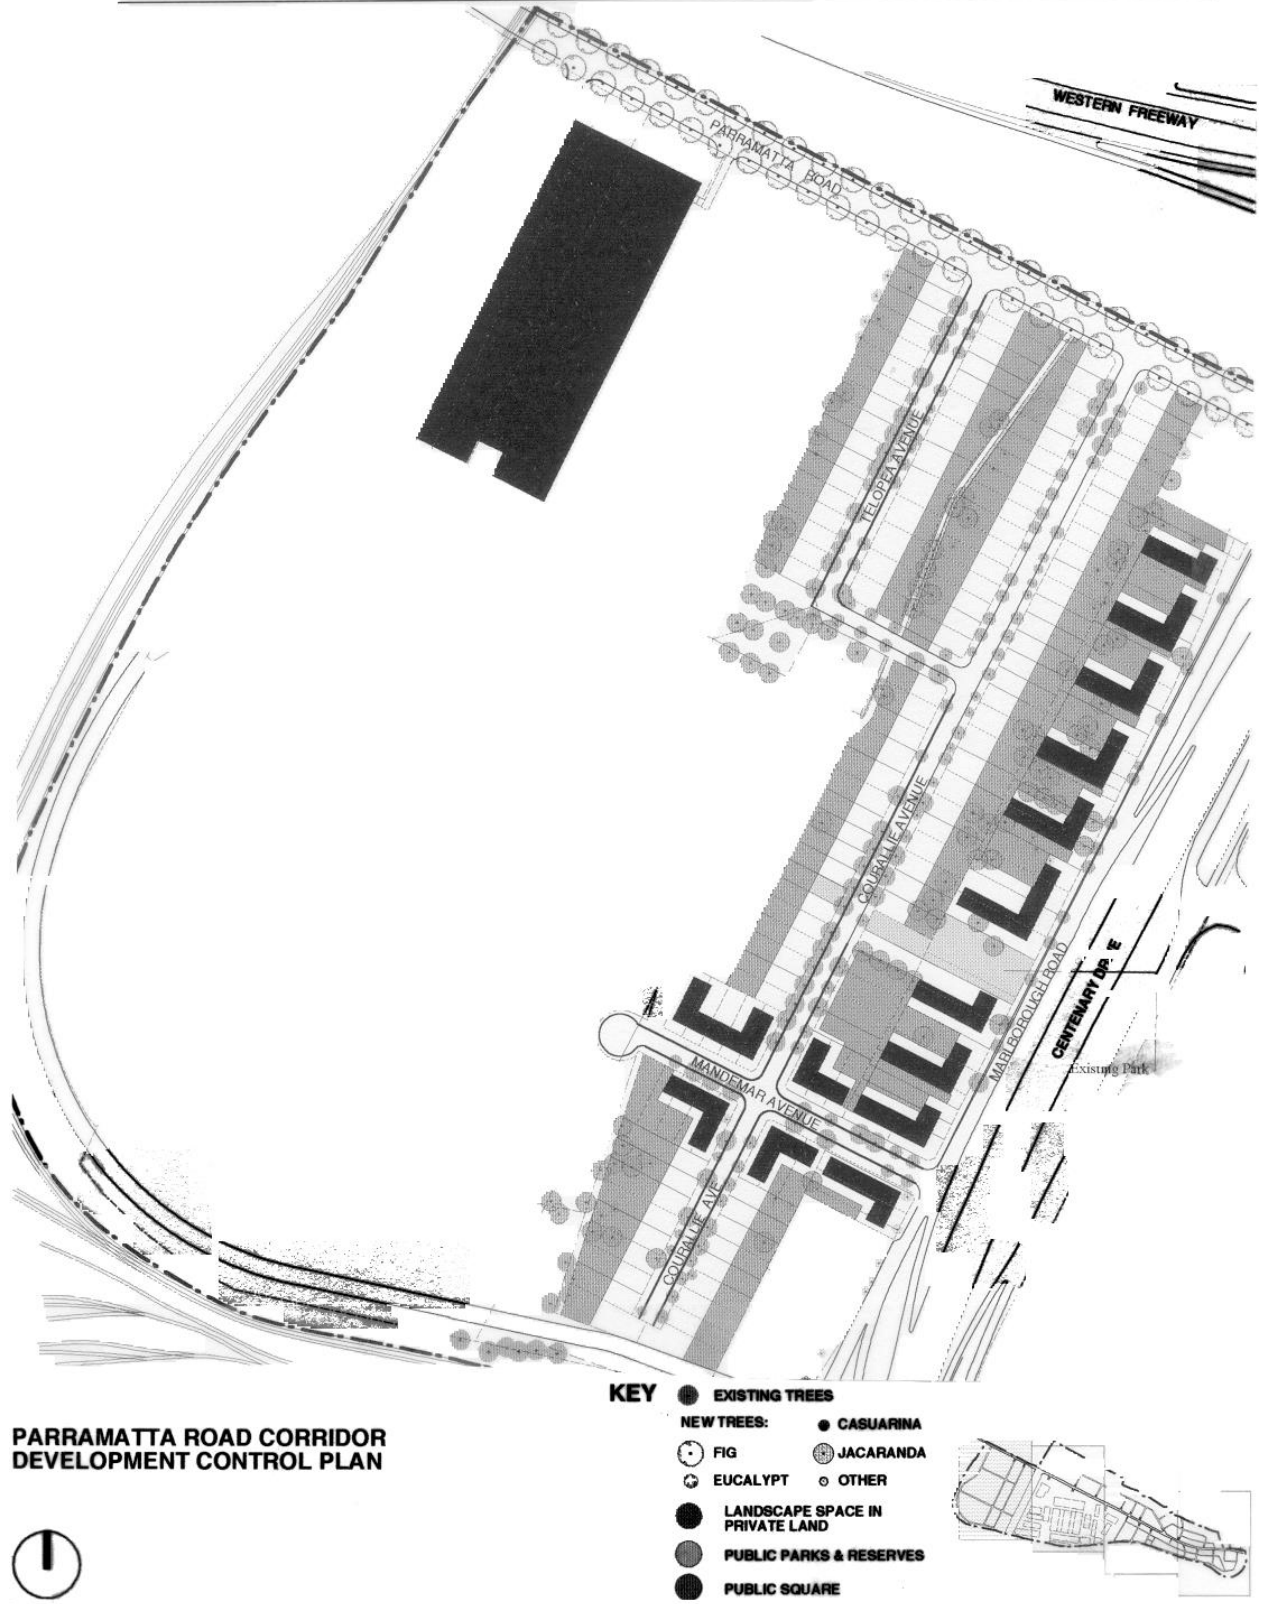 WESTERN FREEWAY
PARRAMATTA ROAD
TELOPEA AVENUE
COURALLIE AVENUE
MARLBOROUGH ROAD
CENTENARY DRIVE
Existing Park
MANDEMAR AVENUE
COURALLIE AVE
KEY
EXISTING TREES
NEW TREES:
CASUARINA
FIG
JACARANDA
EUCALYPT
OTHER
LANDSCAPE SPACE IN
PRIVATE LAND
PUBLIC PARKS & RESERVES
PUBLIC SQUARE
PARRAMATTA ROAD CORRIDOR
DEVELOPMENT CONTROL PLAN